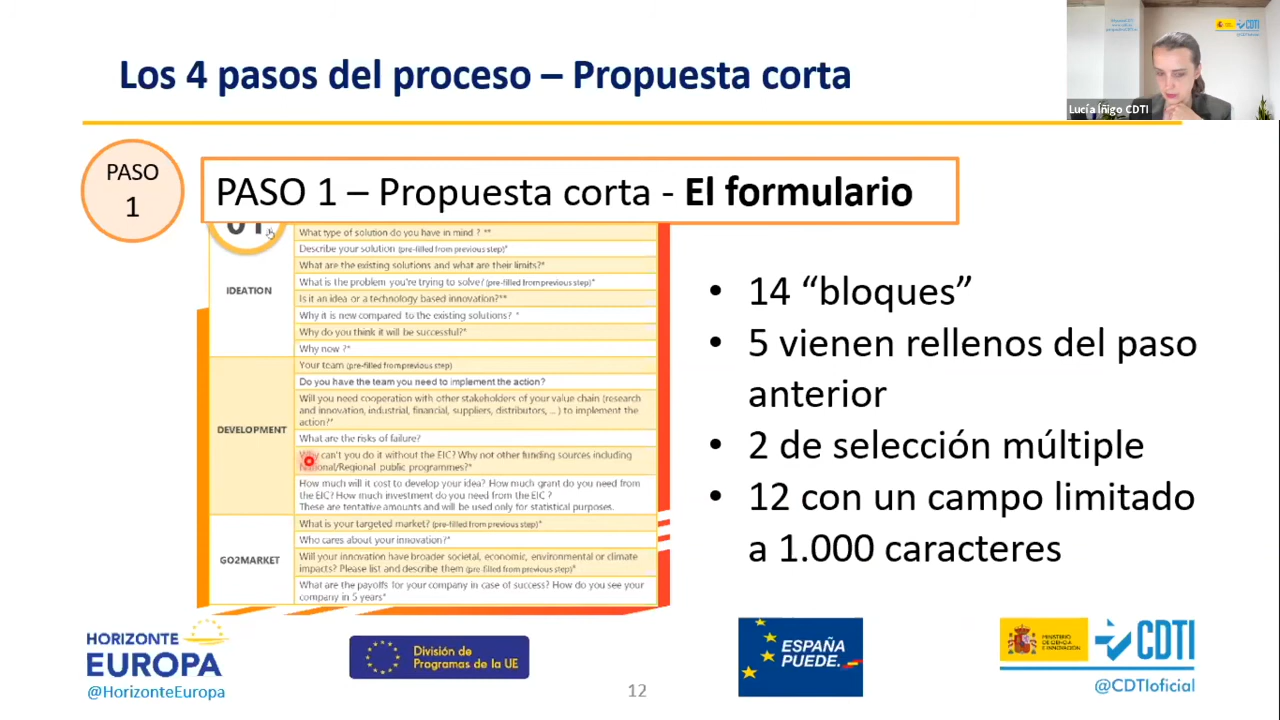 Los 4 pasos del proceso – Propuesta corta
CDTI
Lucía Íñigo CDTI
PASO
1
PASO 1 – Propuesta corta - El formulario
01
What type of solution do you have in mind ? **
Describe your solution (pre-filled from previous step)*
What are the existing solutions and what are their limits?*
What is the problem you're trying to solve? (pre-filled from previous step)*
Is it an idea or a technology based innovation?**
Why it is new compared to the existing solutions? *
Why do you think it will be successful?*
Why now ?*
IDEATION
Your team (pre-filled from previous step)
Do you have the team you need to implement the action?
Will you need cooperation with other stakeholders of your value chain (research
and innovation, industrial, financial, suppliers, distributors, ... ) to implement the
action?*
What are the risks of failure?
Why can't you do it without the EIC? Why not other funding sources including
National/Regional public programmes?*
How much will it cost to develop your idea? How much grant do you need from
the EIC? How much investment do you need from the EIC ?
These are tentative amounts and will be used only for statistical purposes.
DEVELOPMENT
What is your targeted market? (pre-filled from previous step)*
Who cares about your innovation?*
Will your innovation have broader societal, economic, environmental or climate
impacts? Please list and describe them (pre-filled from previous step)*
What are the payoffs for your company in case of success? How do you see your
company in 5 years*
GO2MARKET
• 14 “bloques”
• 5 vienen rellenos del paso
anterior
• 2 de selección múltiple
• 12 con un campo limitado
a 1.000 caracteres
HORIZONTE
EUROPA
@HorizonteEuropa
División de
Programas de la UE
12
ESPAÑA
PUEDE.
MINISTERIO
DE CIENCIA
E INNOVACIÓN
CDTI
@CDTIoficial